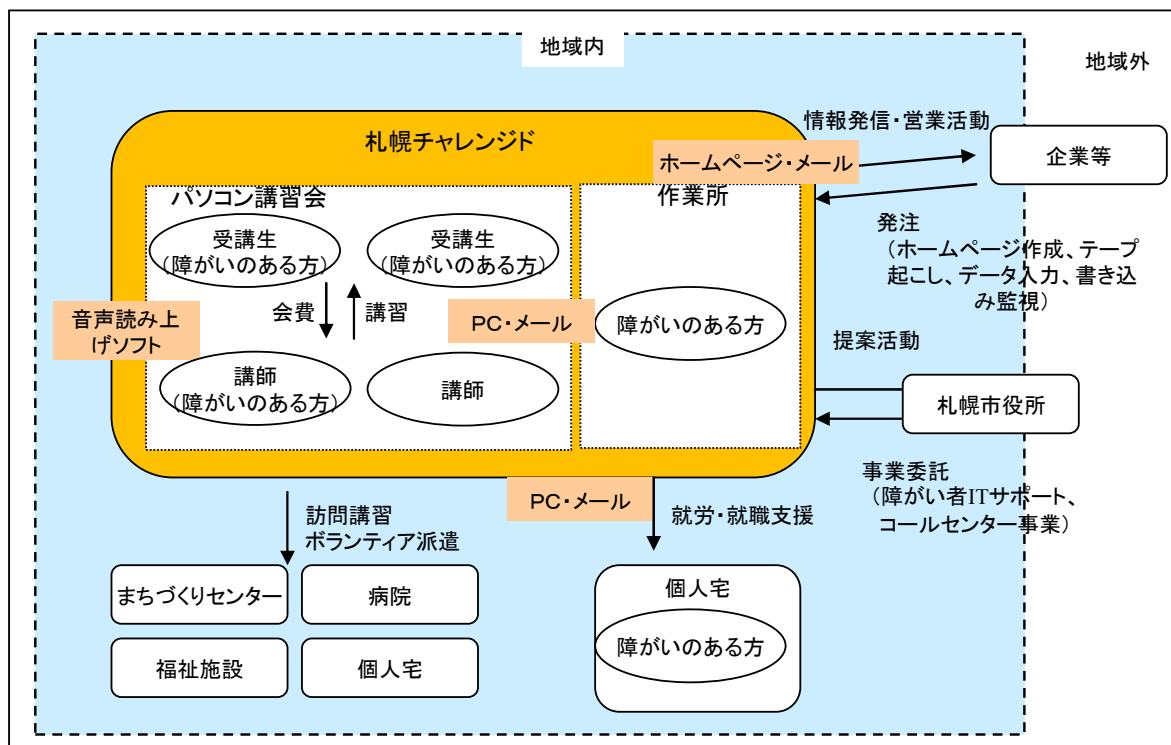 地域内
地域外
札幌チャレンジド
情報発信・営業活動
ホームページ・メール
企業等
パソコン講習会
作業所
受講生
（障がいのある方）
受講生
（障がいのある方）
発注
（ホームページ作成、テープ
起こし、データ入力、書き込
み監視）
音声読み上
げソフト
会費
講習
PC・メール
障がいのある方
提案活動
講師
（障がいのある方）
講師
札幌市役所
事業委託
（障がい者ITサポート、
コールセンター事業）
PC・メール
訪問講習
ボランティア派遣
就労・就職支援
まちづくりセンター
病院
個人宅
障がいのある方
福祉施設
個人宅